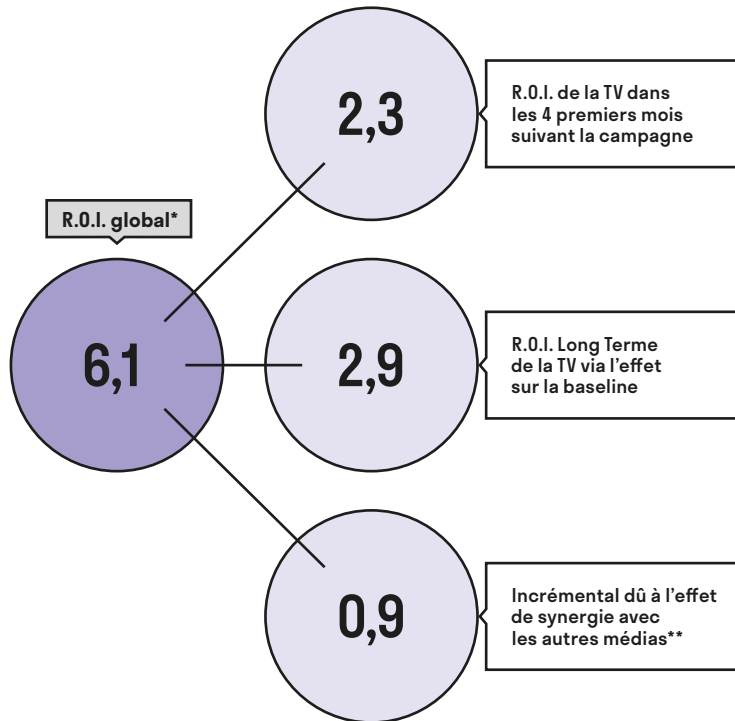 2,3
R.O.I. de la TV dans
les 4 premiers mois
suivant la campagne
R.O.I. global*
6,1
2,9
R.O.I. Long Terme
de la TV via l'effet
sur la baseline
0,9
Incrémental dû à l'effet
de synergie avec
les autres médias**